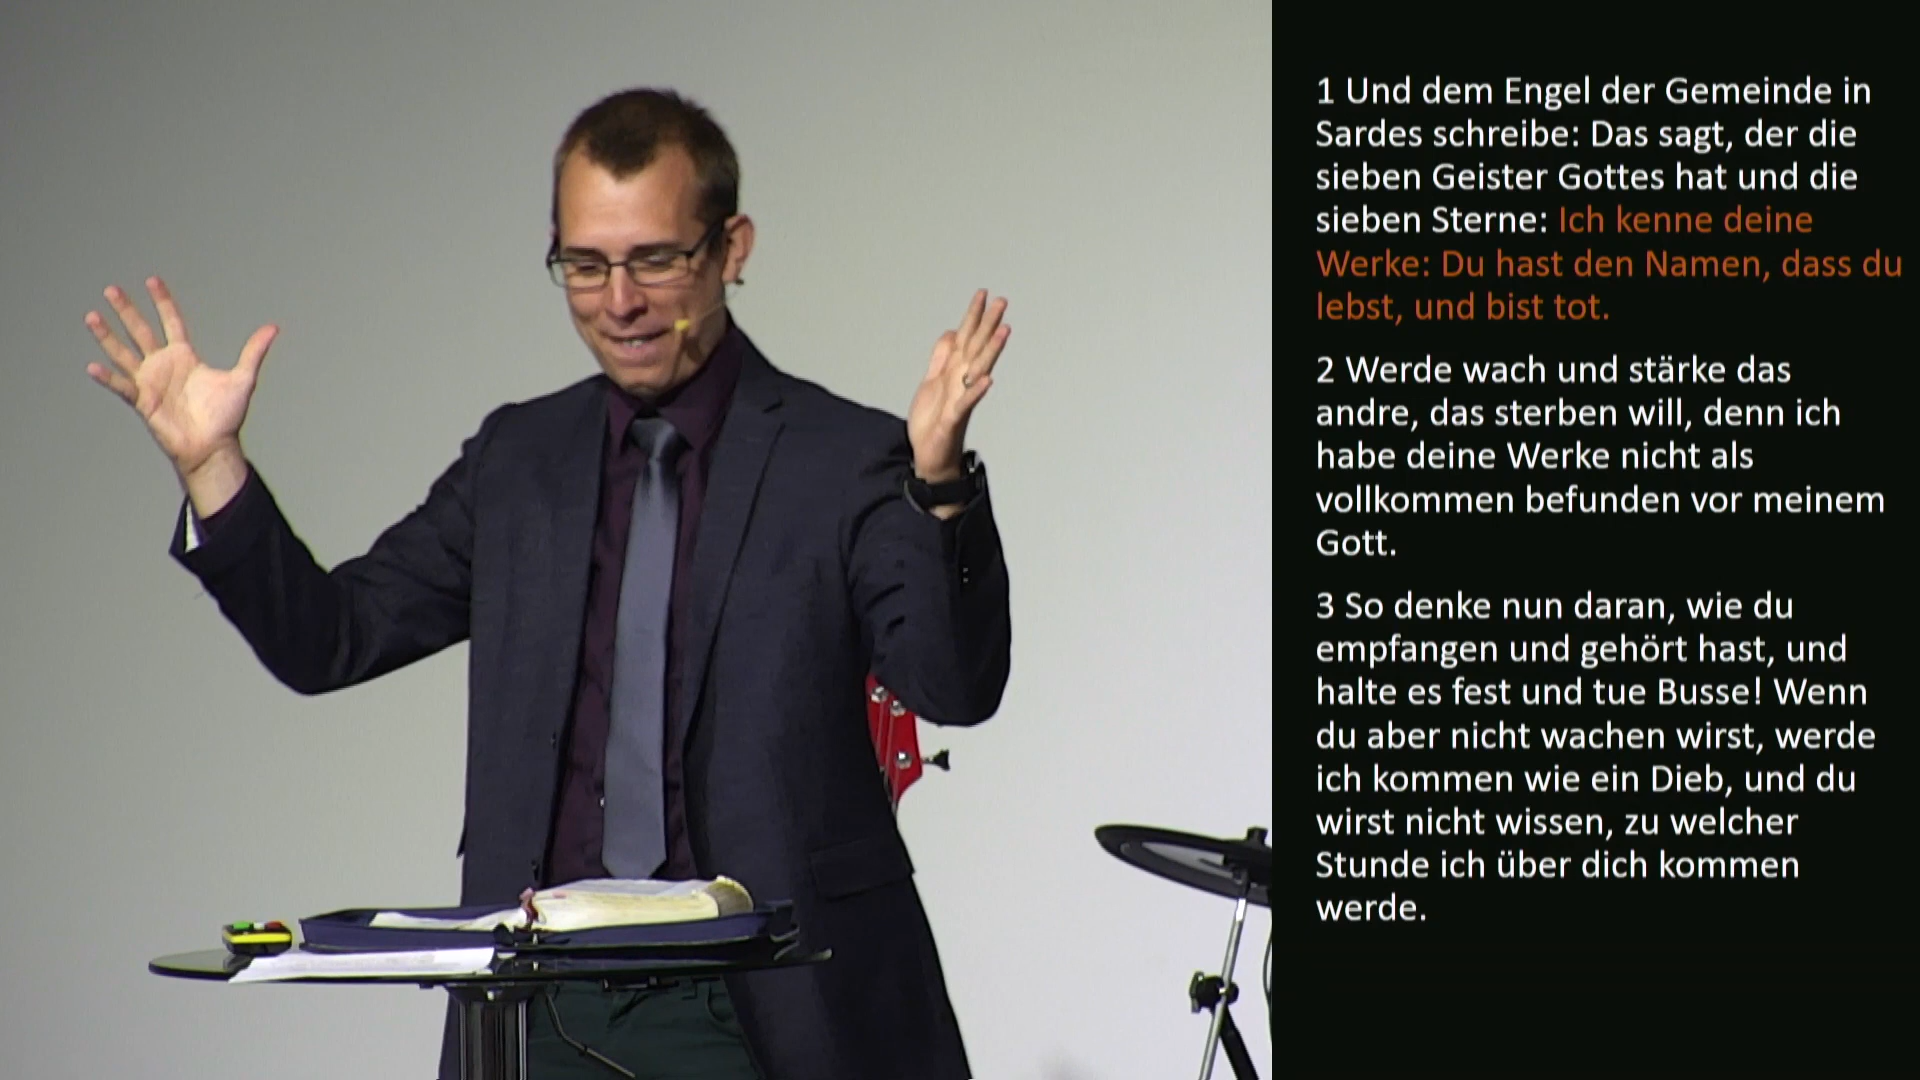 1 Und dem Engel der Gemeinde in
Sardes schreibe: Das sagt, der die
sieben Geister Gottes hat und die
sieben Sterne: Ich kenne deine
Werke: Du hast den Namen, dass du
lebst, und bist tot.
2 Werde wach und stärke das
andre, das sterben will, denn ich
habe deine Werke nicht als
vollkommen befunden vor meinem
Gott.
3 So denke nun daran, wie du
empfangen und gehört hast, und
halte es fest und tue Busse! Wenn
du aber nicht wachen wirst, werde
ich kommen wie ein Dieb, und du
wirst nicht wissen, zu welcher
Stunde ich über dich kommen
werde.